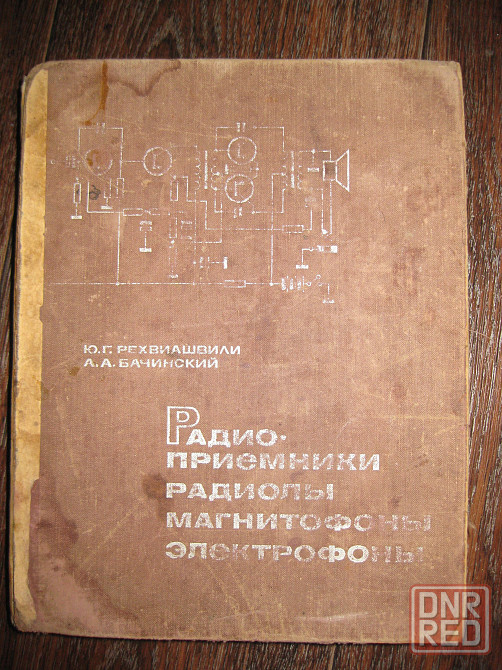 Ю. Г. РЕХВИАШВИЛИ
А. А. БАЧИНСКИЙ
РАДИО-
ПРИЕМНИКИ
РАДИОЛЫ
МАГНИТОФОНЫ
ЭЛЕКТРОФОНЫ
DNR
RED